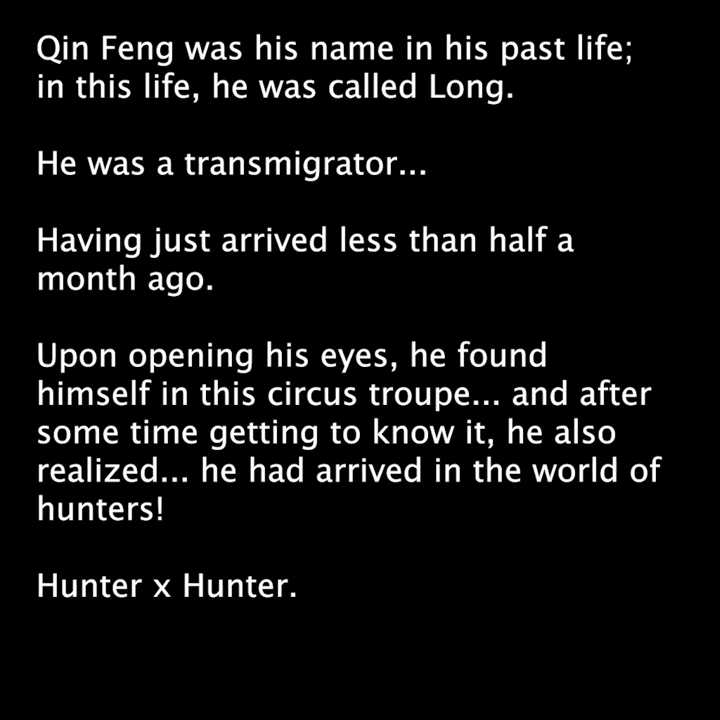 Qin Feng was his name in his past life;
in this life, he was called Long.
He was a transmigrator...
Having just arrived less than half a
month ago.
Upon opening his eyes, he found
himself in this circus troupe... and after
some time getting to know it, he also
realized... he had arrived in the world of
hunters!
Hunter x Hunter.